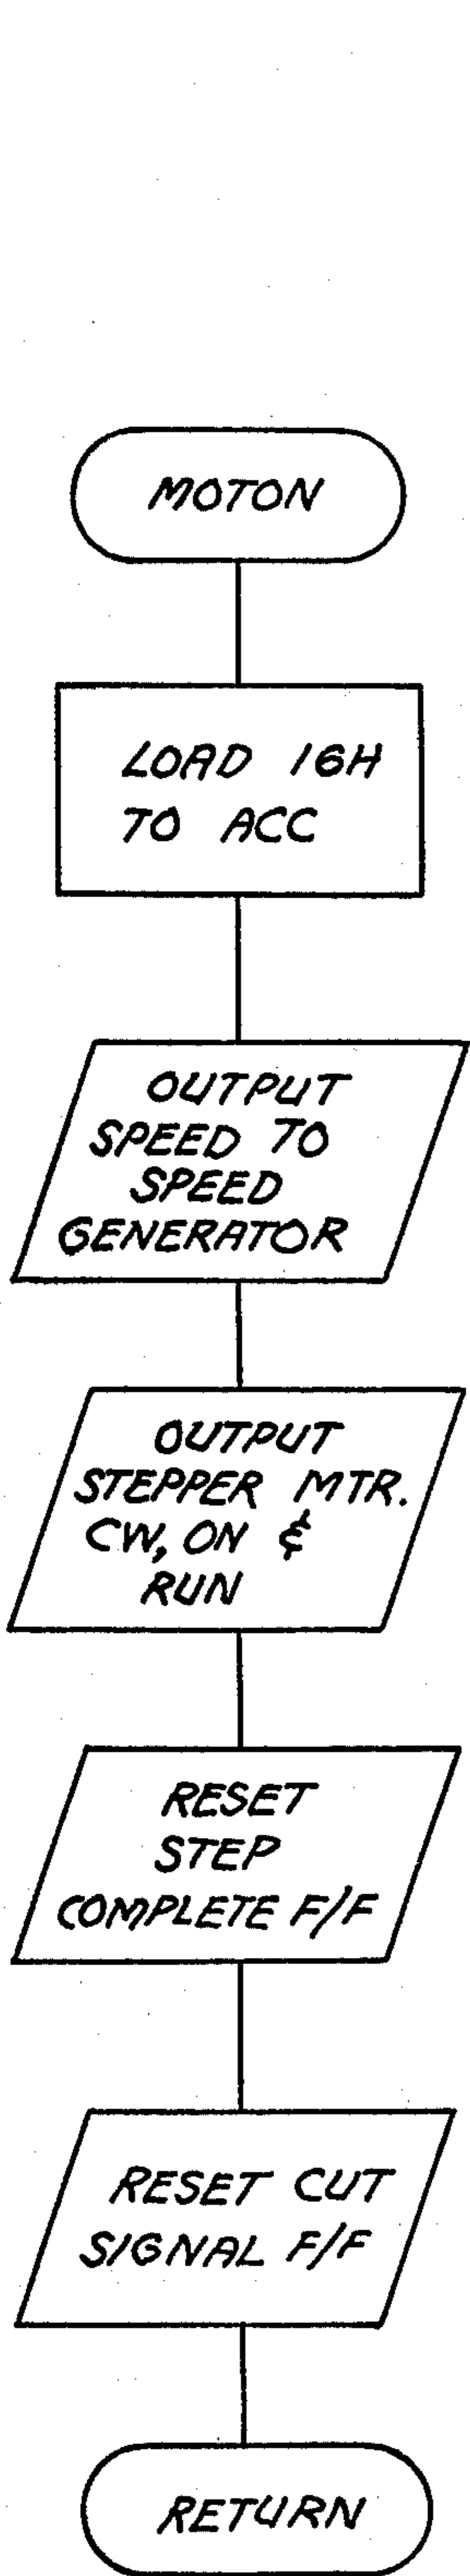 MOTON
LOAD 16H
TO ACC
OUTPUT
SPEED TO
SPEED
GENERATOR
OUTPUT
STEPPER MTR.
CW, ON &
RUN
RESET
STEP
COMPLETE F/F
RESET CUT
SIGNAL F/F
RETURN